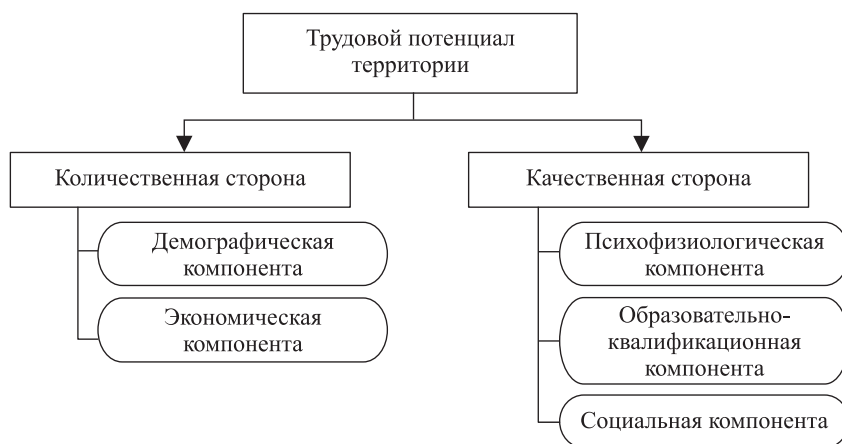 Трудовой потенциал
территории
Количественная сторона
Демографическая
компонента
Экономическая
компонента
Качественная сторона
Психофизиологическая
компонента
Образовательно-
квалификационная
компонента
Социальная компонента